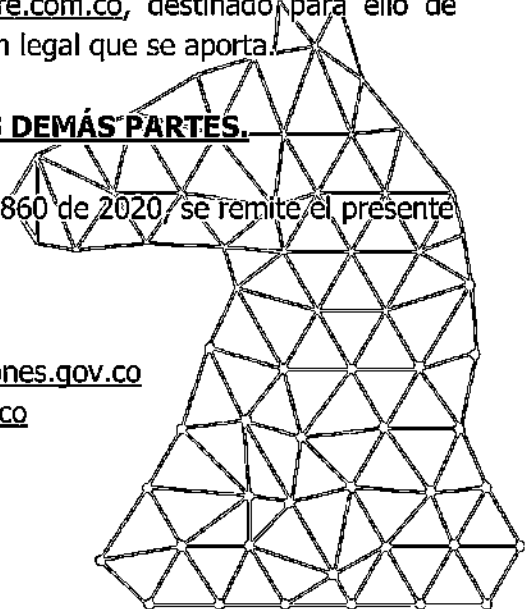 re.com.co, destinado para ello de
n legal que se aporta.
S DEMÁS PARTES.
860 de 2020, se remite el presente
ones.gov.co
co